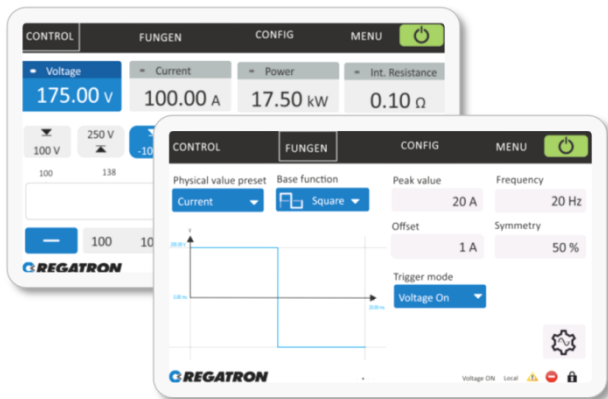 CONTROL FUNGEN CONFIG MENU
Voltage Current Power Int. Resistance
175.00 V 100.00 A 17.50 kW 0.10 Ω
100 V 250 V -10
100 138
100 10
REGATRON
CONTROL FUNGEN CONFIG MENU
Physical value preset Base function Peak value Frequency
Current Square 20 A 20 Hz
Offset Symmetry
1 A 50 %
Trigger mode
Voltage On
V
REGATRON
Voltage ON Local